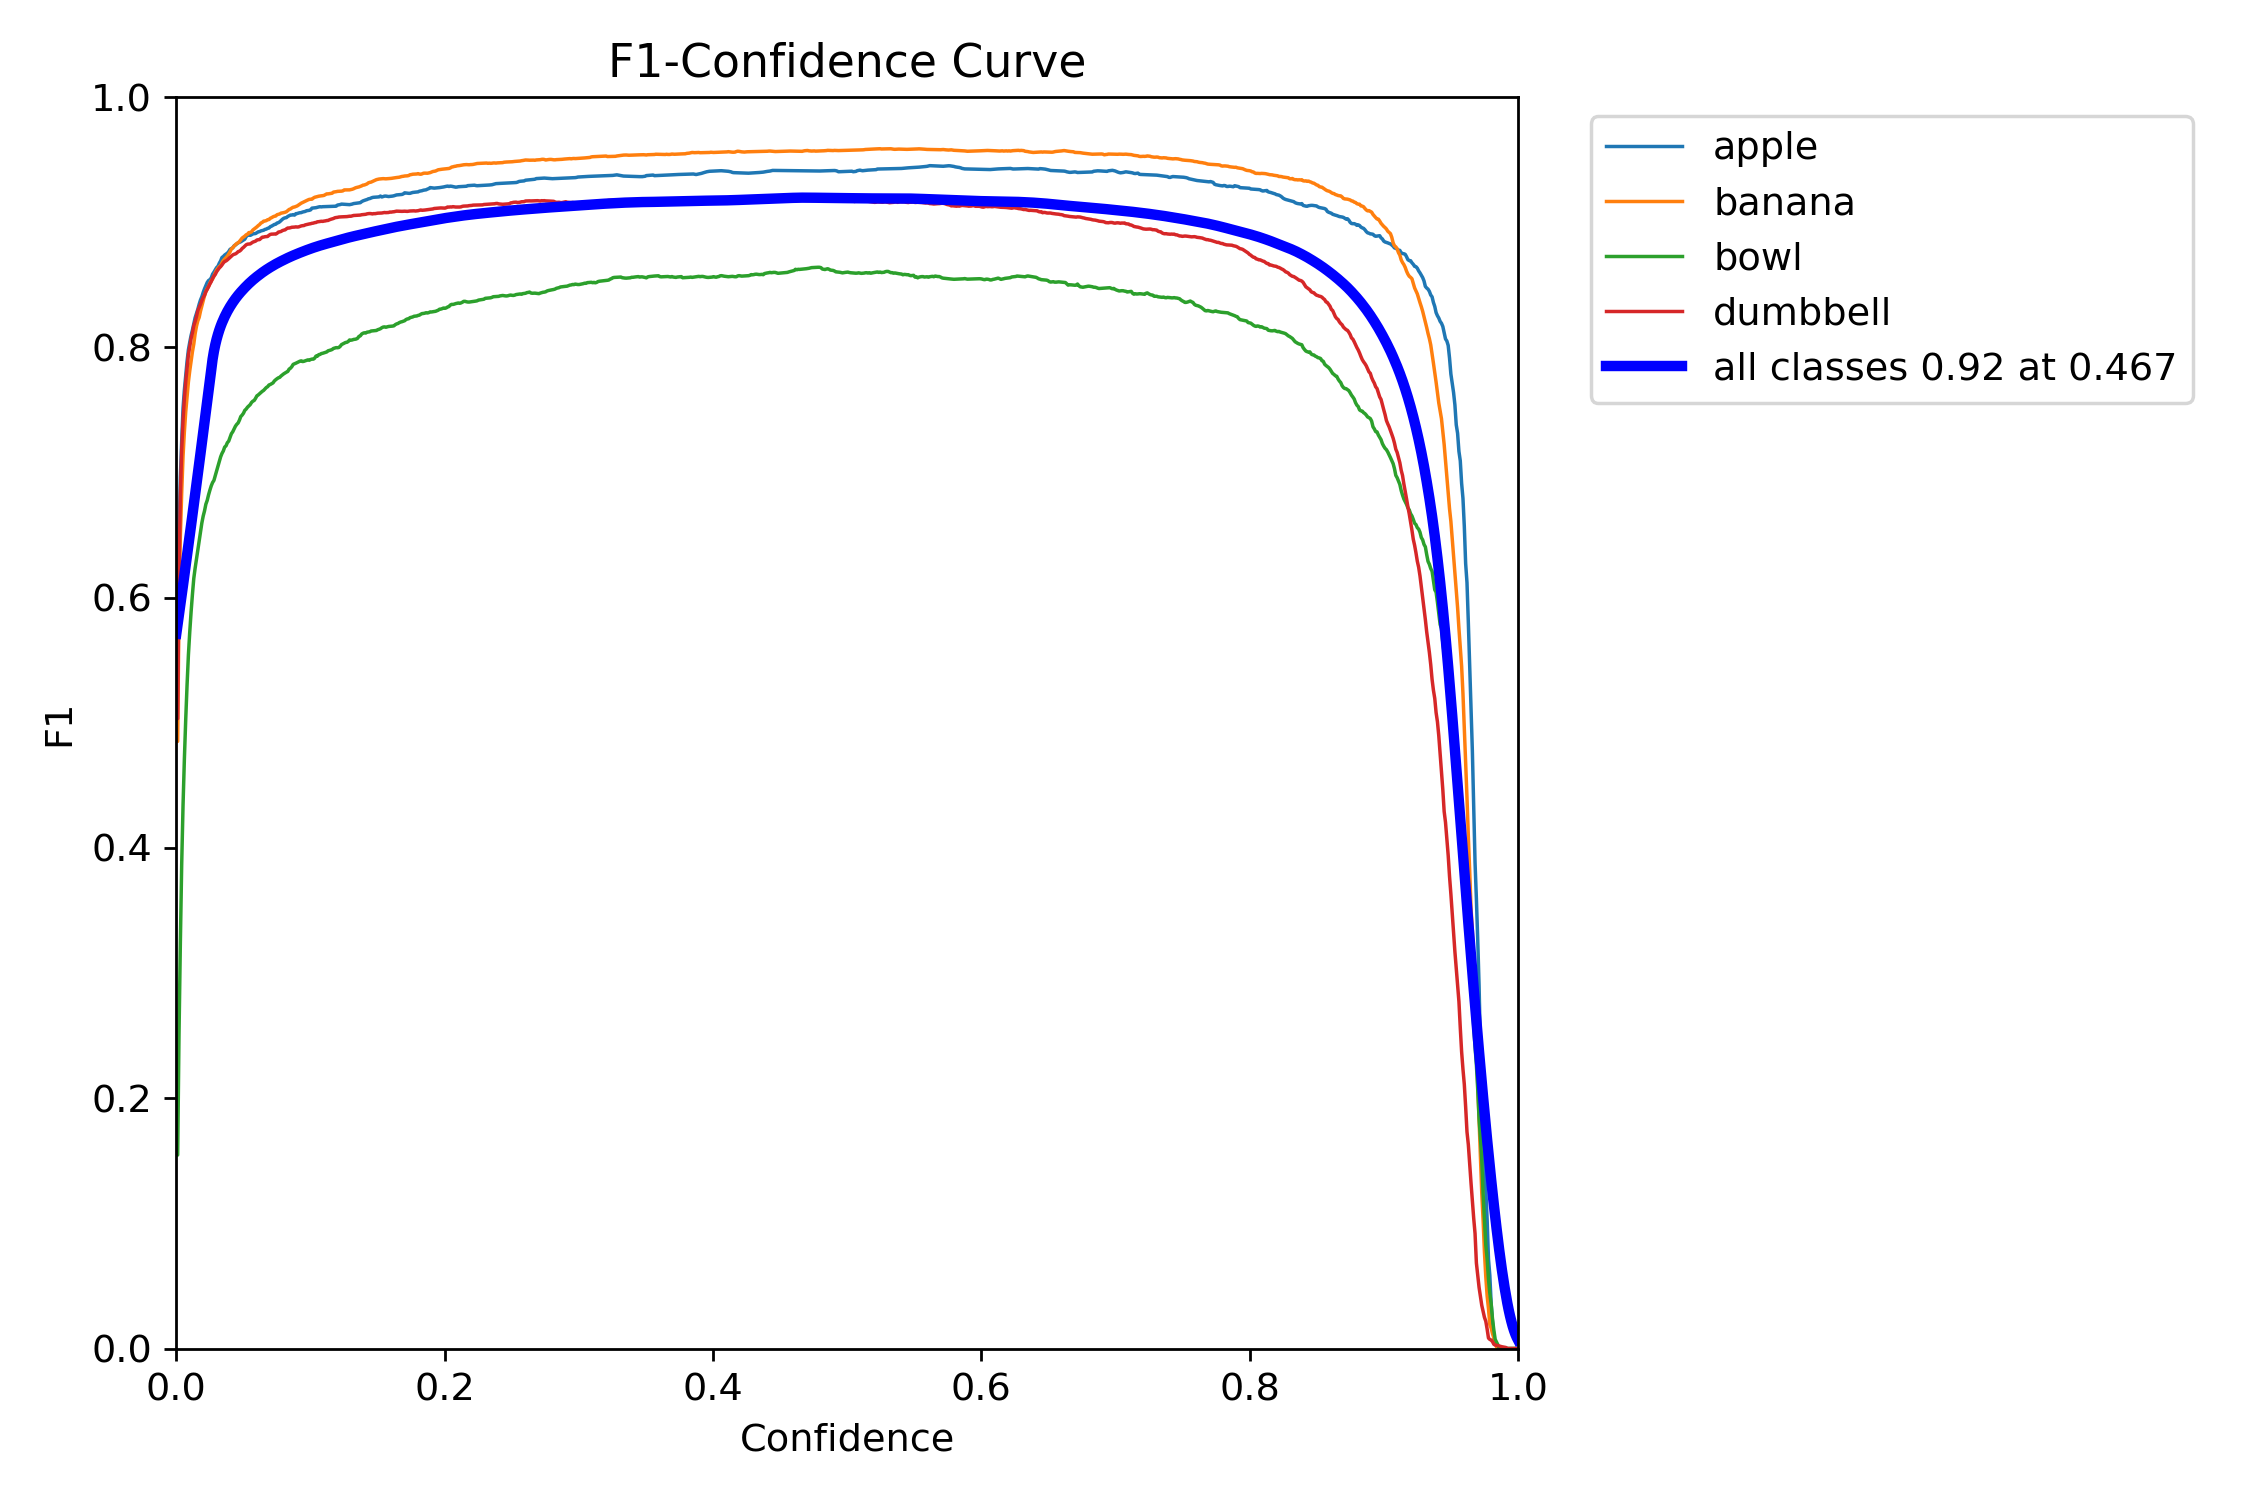 F1-Confidence Curve
1.0
0.8
0.6
0.4
0.2
0.0
F1
0.0 0.2 0.4 0.6 0.8 1.0
Confidence
apple
banana
bowl
dumbbell
all classes 0.92 at 0.467